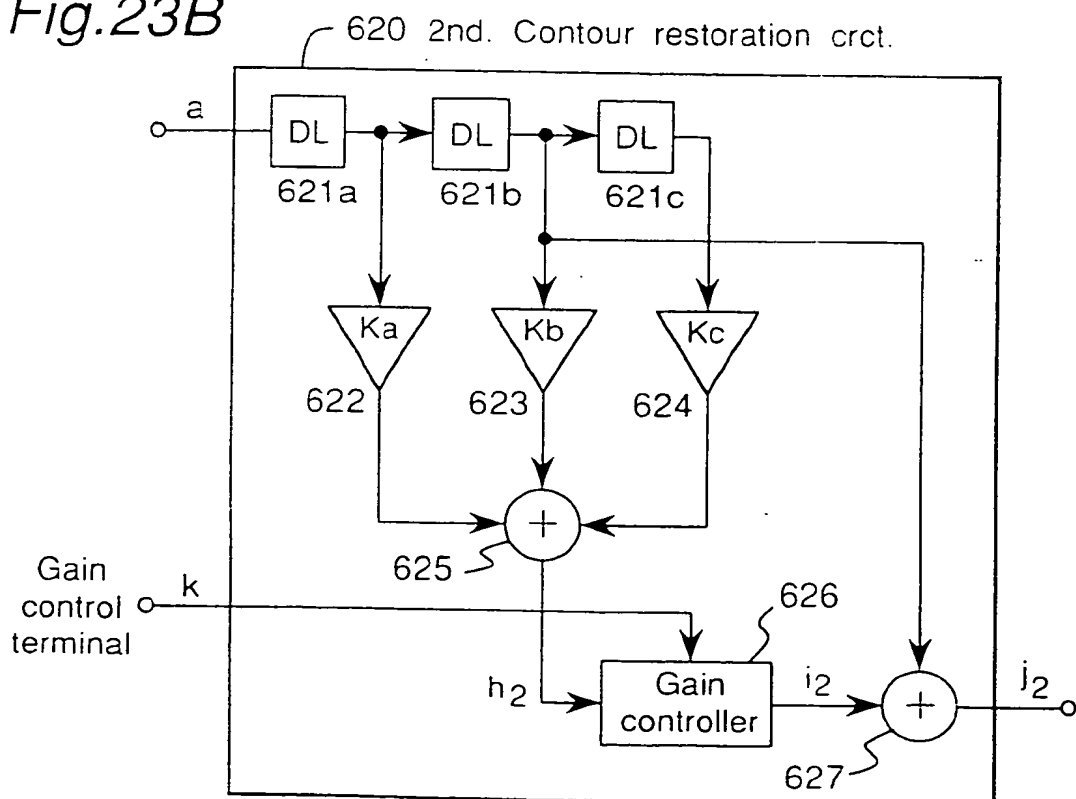 Fig.23B
620 2nd. Contour restoration crct.
a
DL
DL
DL
621a
621b
621c
Ka
Kb
Kc
622
623
624
+
625
Gain
control
terminal
k
626
h2
Gain
controller
i2
+
j2
627